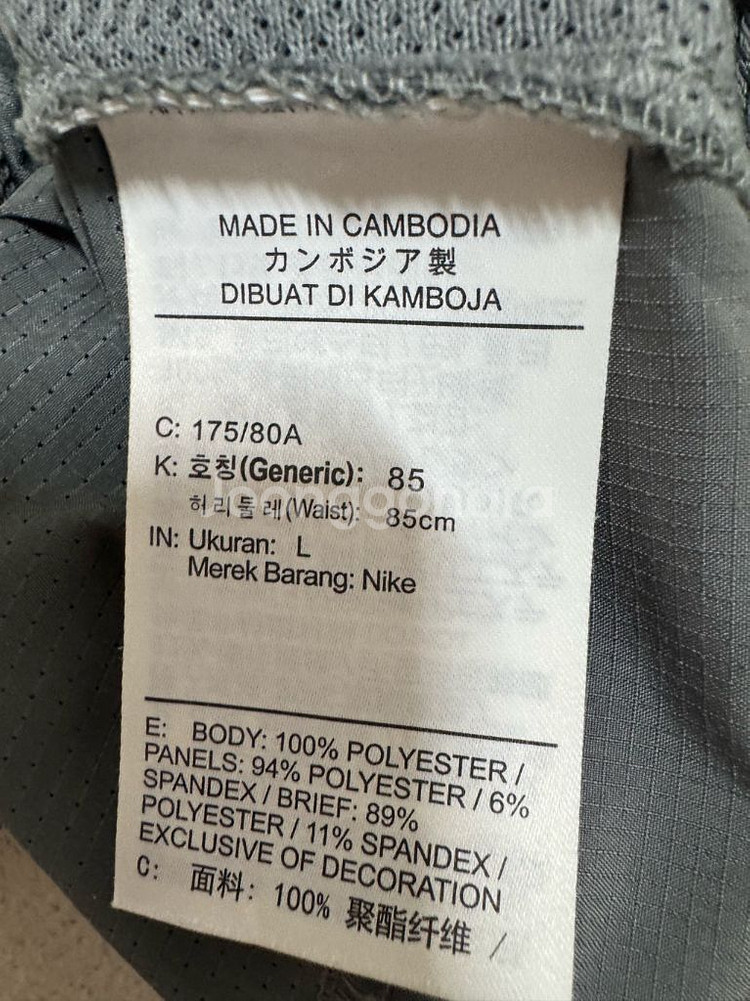 MADE IN CAMBODIA
カンボジア製
DIBUAT DI KAMBOJA
C: 175/80A
K: 호칭(Generic): 85
허리둘레(Waist): 85cm
IN: Ukuran: L
Merek Barang: Nike
E: BODY: 100% POLYESTER /
PANELS: 94% POLYESTER / 6%
SPANDEX / BRIEF: 89%
POLYESTER / 11% SPANDEX /
EXCLUSIVE OF DECORATION
C: 面料: 100% 聚酯纤维 /